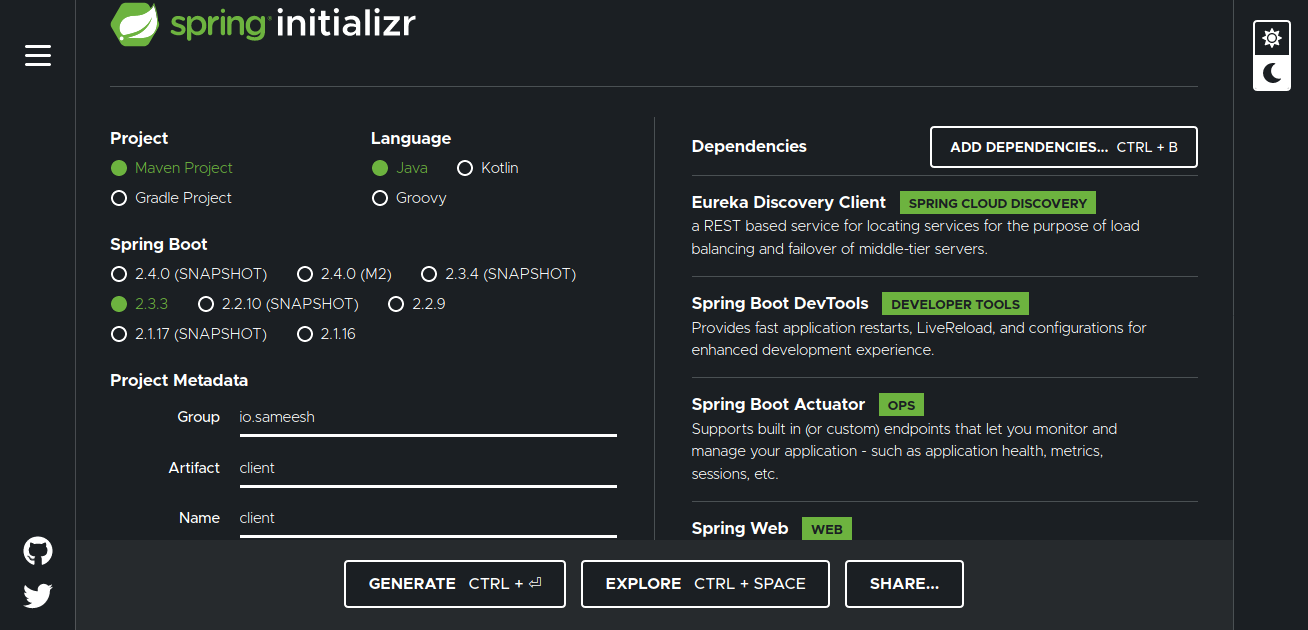 spring initializr
Project
Maven Project
Gradle Project
Language
Java Kotlin
Groovy
Spring Boot
2.4.0 (SNAPSHOT) 2.4.0 (M2) 2.3.4 (SNAPSHOT)
2.3.3 2.2.10 (SNAPSHOT) 2.2.9
2.1.17 (SNAPSHOT) 2.1.16
Project Metadata
Group io.sameesh
Artifact client
Name client
Dependencies
ADD DEPENDENCIES... CTRL + B
Eureka Discovery Client SPRING CLOUD DISCOVERY
a REST based service for locating services for the purpose of load
balancing and failover of middle-tier servers.
Spring Boot DevTools DEVELOPER TOOLS
Provides fast application restarts, LiveReload, and configurations for
enhanced development experience.
Spring Boot Actuator OPS
Supports built in (or custom) endpoints that let you monitor and
manage your application - such as application health, metrics,
sessions, etc.
Spring Web WEB
GENERATE CTRL + ⏎
EXPLORE CTRL + SPACE
SHARE...